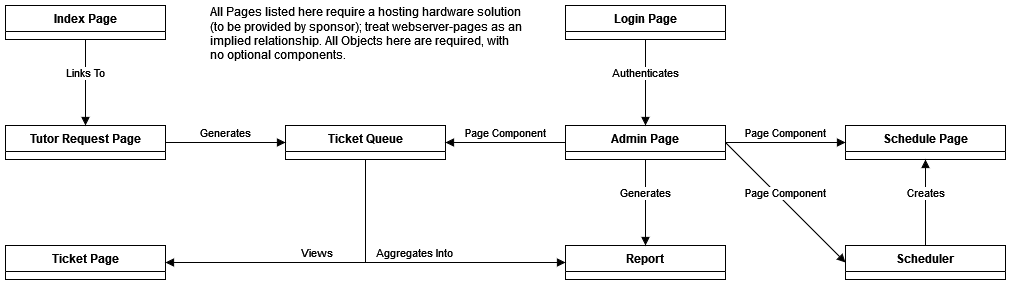 Index Page
All Pages listed here require a hosting hardware solution
(to be provided by sponsor); treat webserver-pages as an
implied relationship. All Objects here are required, with
no optional components.
Login Page
Links To
Authenticates
Tutor Request Page
Generates
Ticket Queue
Page Component
Admin Page
Page Component
Schedule Page
Generates
Page Component
Creates
Ticket Page
Views
Aggregates Into
Report
Scheduler